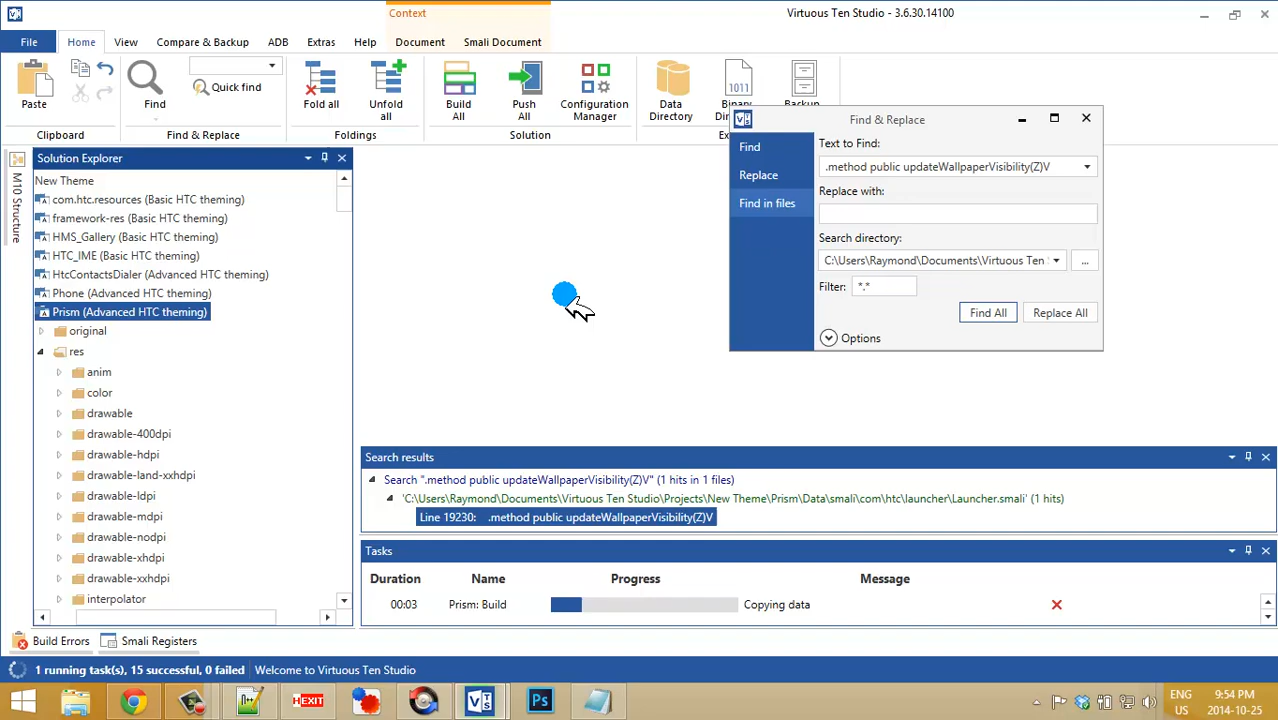 Context
Virtuous Ten Studio - 3.6.30.14100
File Home View Compare & Backup ADB Extras Help Document Smali Document
Paste
Find
Quick find
Fold all
Unfold all
Build All
Push All
Configuration Manager
Data Directory
Binary
Backup
Clipboard
Find & Replace
Foldings
Solution
Find & Replace
Find
Replace
Find in files
Text to Find:
.method public updateWallpaperVisibility(Z)V
Replace with:
Search directory:
C:\Users\Raymond\Documents\Virtuous Ten
...
Filter: *.*
Find All Replace All
Options
M10 Structure
Solution Explorer
New Theme
com.htc.resources (Basic HTC theming)
framework-res (Basic HTC theming)
HMS_Gallery (Basic HTC theming)
HTC_IME (Basic HTC theming)
HtcContactsDialer (Advanced HTC theming)
Phone (Advanced HTC theming)
Prism (Advanced HTC theming)
original
res
anim
color
drawable
drawable-400dpi
drawable-hdpi
drawable-land-xxhdpi
drawable-ldpi
drawable-mdpi
drawable-nodpi
drawable-xhdpi
drawable-xxhdpi
interpolator
Search results
Search ".method public updateWallpaperVisibility(Z)V" (1 hits in 1 files)
'C:\Users\Raymond\Documents\Virtuous Ten Studio\Projects\New Theme\Prism\Data\smali\com\htc\launcher\Launcher.smali' (1 hits)
Line 19230: .method public updateWallpaperVisibility(Z)V
Tasks
Duration Name Progress Message
00:03 Prism: Build Copying data
Build Errors Smali Registers
1 running task(s), 15 successful, 0 failed Welcome to Virtuous Ten Studio
HEXIT
ENG
US
9:54 PM
2014-10-25